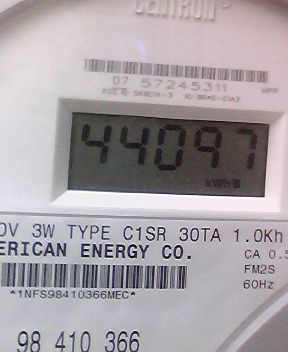 CENTRON®
07 57245311
44097
kWh
0V 3W TYPE C1SR 30TA 1.0Kh
ERICAN ENERGY CO.
CA 0.5
FM2S
60Hz
*1NFS98410366MEC*
98 410 366